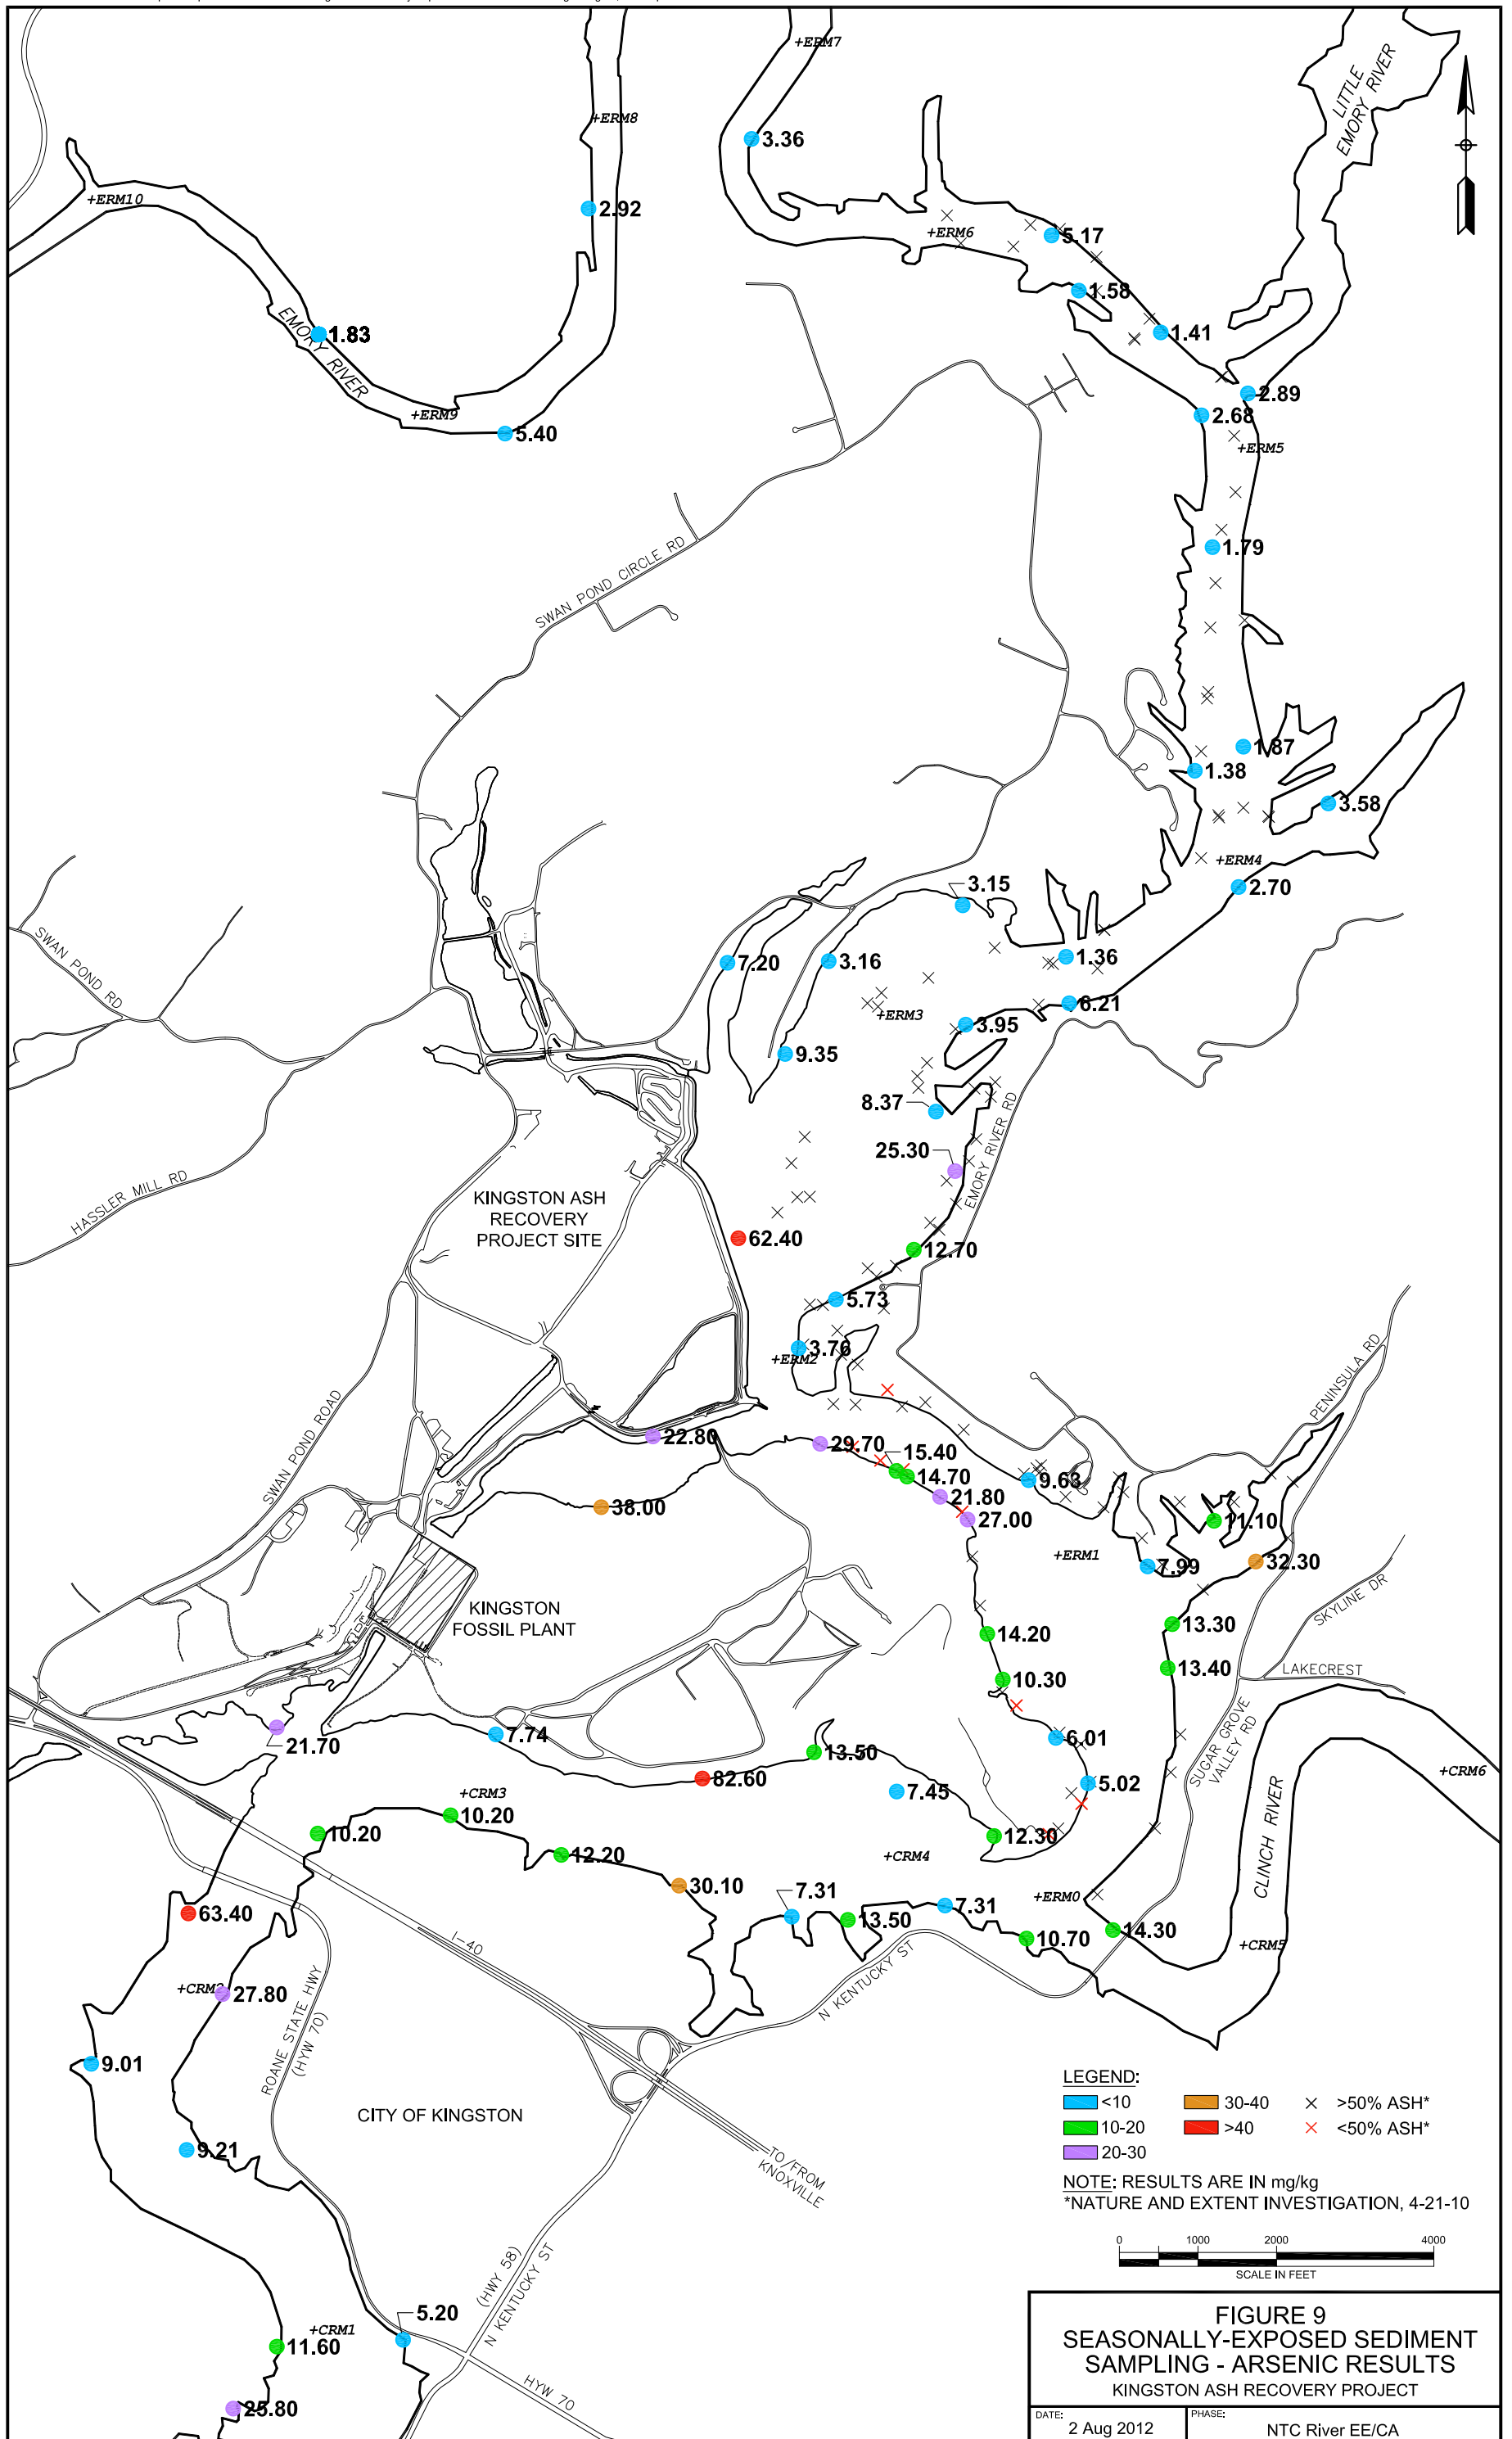 +ERM7
LITTLE
EMORY RIVER
+ERM8
3.36
+ERM10
2.92
+ERM6
5.17
1.58
EMORY RIVER
1.83
1.41
2.89
+ERM9
2.68
5.40
+ERM5
SWAN POND CIRCLE RD
1.79
1.87
1.38
3.58
+ERM4
3.15
2.70
SWAN POND RD
7.20
3.16
1.36
6.21
+ERM3
3.95
9.35
8.37
EMORY RIVER RD
25.30
HASSLER MILL RD
KINGSTON ASH
RECOVERY
PROJECT SITE
62.40
12.70
5.73
3.76
+ERM2
PENINSULA RD
SWAN POND ROAD
22.80
29.70
15.40
14.70
9.63
21.80
38.00
27.00
11.10
+ERM1
7.99
32.30
SKYLINE DR
KINGSTON
FOSSIL PLANT
14.20
13.30
13.40
LAKECREST
10.30
SUGAR GROVE
VALLEY RD
21.70
7.74
6.01
13.50
82.60
5.02
+CRM6
+CRM3
7.45
10.20
10.20
12.30
12.20
+CRM4
CLINCH RIVER
30.10
7.31
+ERM0
63.40
13.50
7.31
14.30
10.70
I-40
+CRM5
N KENTUCKY ST
+CRM2
27.80
ROANE STATE HWY
(HYW 70)
9.01
CITY OF KINGSTON
9.21
TO/FROM
KNOXVILLE
LEGEND:
<10 30-40 >50% ASH*
10-20 >40 <50% ASH*
20-30
NOTE: RESULTS ARE IN mg/kg
*NATURE AND EXTENT INVESTIGATION, 4-21-10
0 1000 2000 4000
SCALE IN FEET
(HWY 58)
N KENTUCKY ST
5.20
+CRM1
11.60
HYW 70
25.80
FIGURE 9
SEASONALLY-EXPOSED SEDIMENT
SAMPLING - ARSENIC RESULTS
KINGSTON ASH RECOVERY PROJECT
DATE: PHASE:
2 Aug 2012 NTC River EE/CA